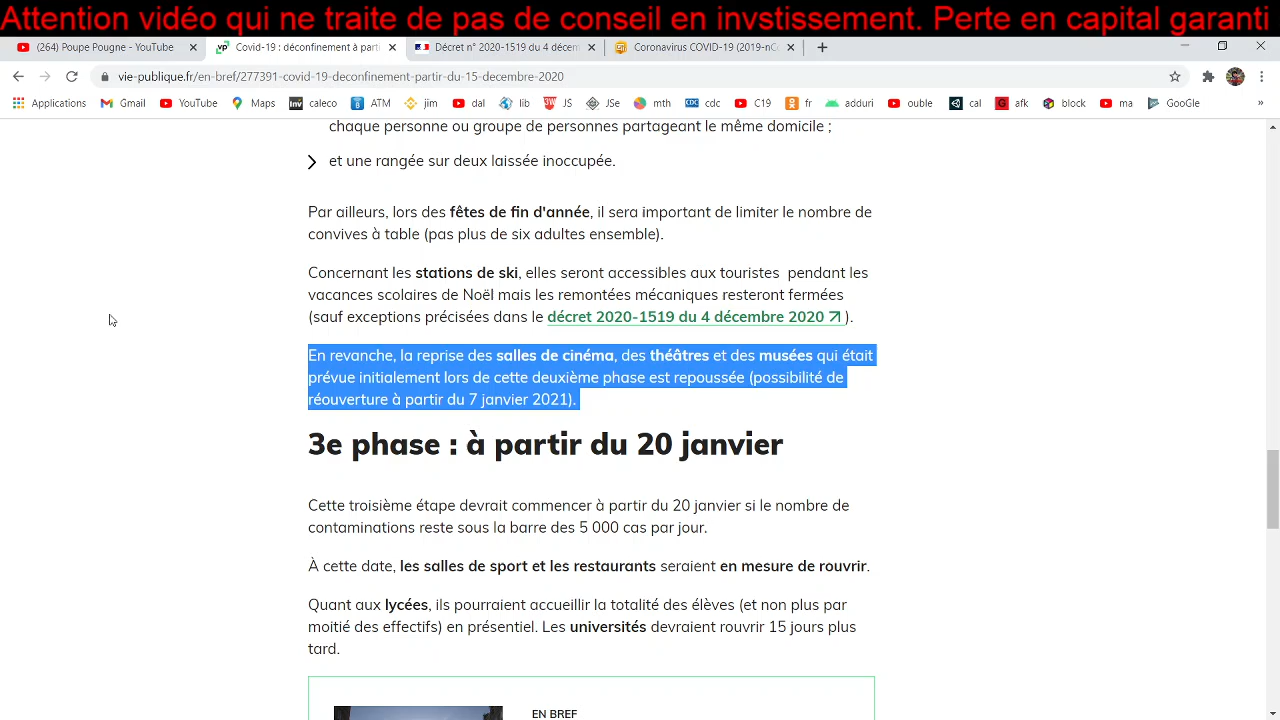 Attention vidéo qui ne traite de pas de conseil en invstissement. Perte en capital garanti
(264) Poupe Pougne - YouTube
Covid-19 : déconfinement à parti
Décret n° 2020-1519 du 4 décem
Coronavirus COVID19 (2019-nC
vie-publique.fr/en-bref/277391-covid-19-deconfinement-partir-du-15-decembre-2020
Applications Gmail YouTube Maps caleco ATM jim dal lib JS JSe mth cdc C19 fr adduri ouble cal afk block ma GooGle »
chaque personne ou groupe de personnes partageant le même domicile ;
et une rangée sur deux laissée inoccupée.
Par ailleurs, lors des fêtes de fin d'année, il sera important de limiter le nombre de
convives à table (pas plus de six adultes ensemble).
Concernant les stations de ski, elles seront accessibles aux touristes pendant les
vacances scolaires de Noël mais les remontées mécaniques resteront fermées
(sauf exceptions précisées dans le décret 2020-1519 du 4 décembre 2020 ).
En revanche, la reprise des salles de cinéma, des théâtres et des musées qui était
prévue initialement lors de cette deuxième phase est repoussée (possibilité de
réouverture à partir du 7 janvier 2021).
3e phase : à partir du 20 janvier
Cette troisième étape devrait commencer à partir du 20 janvier si le nombre de
contaminations reste sous la barre des 5 000 cas par jour.
À cette date, les salles de sport et les restaurants seraient en mesure de rouvrir.
Quant aux lycées, ils pourraient accueillir la totalité des élèves (et non plus par
moitié des effectifs) en présentiel. Les universités devraient rouvrir 15 jours plus
tard.
EN BREF